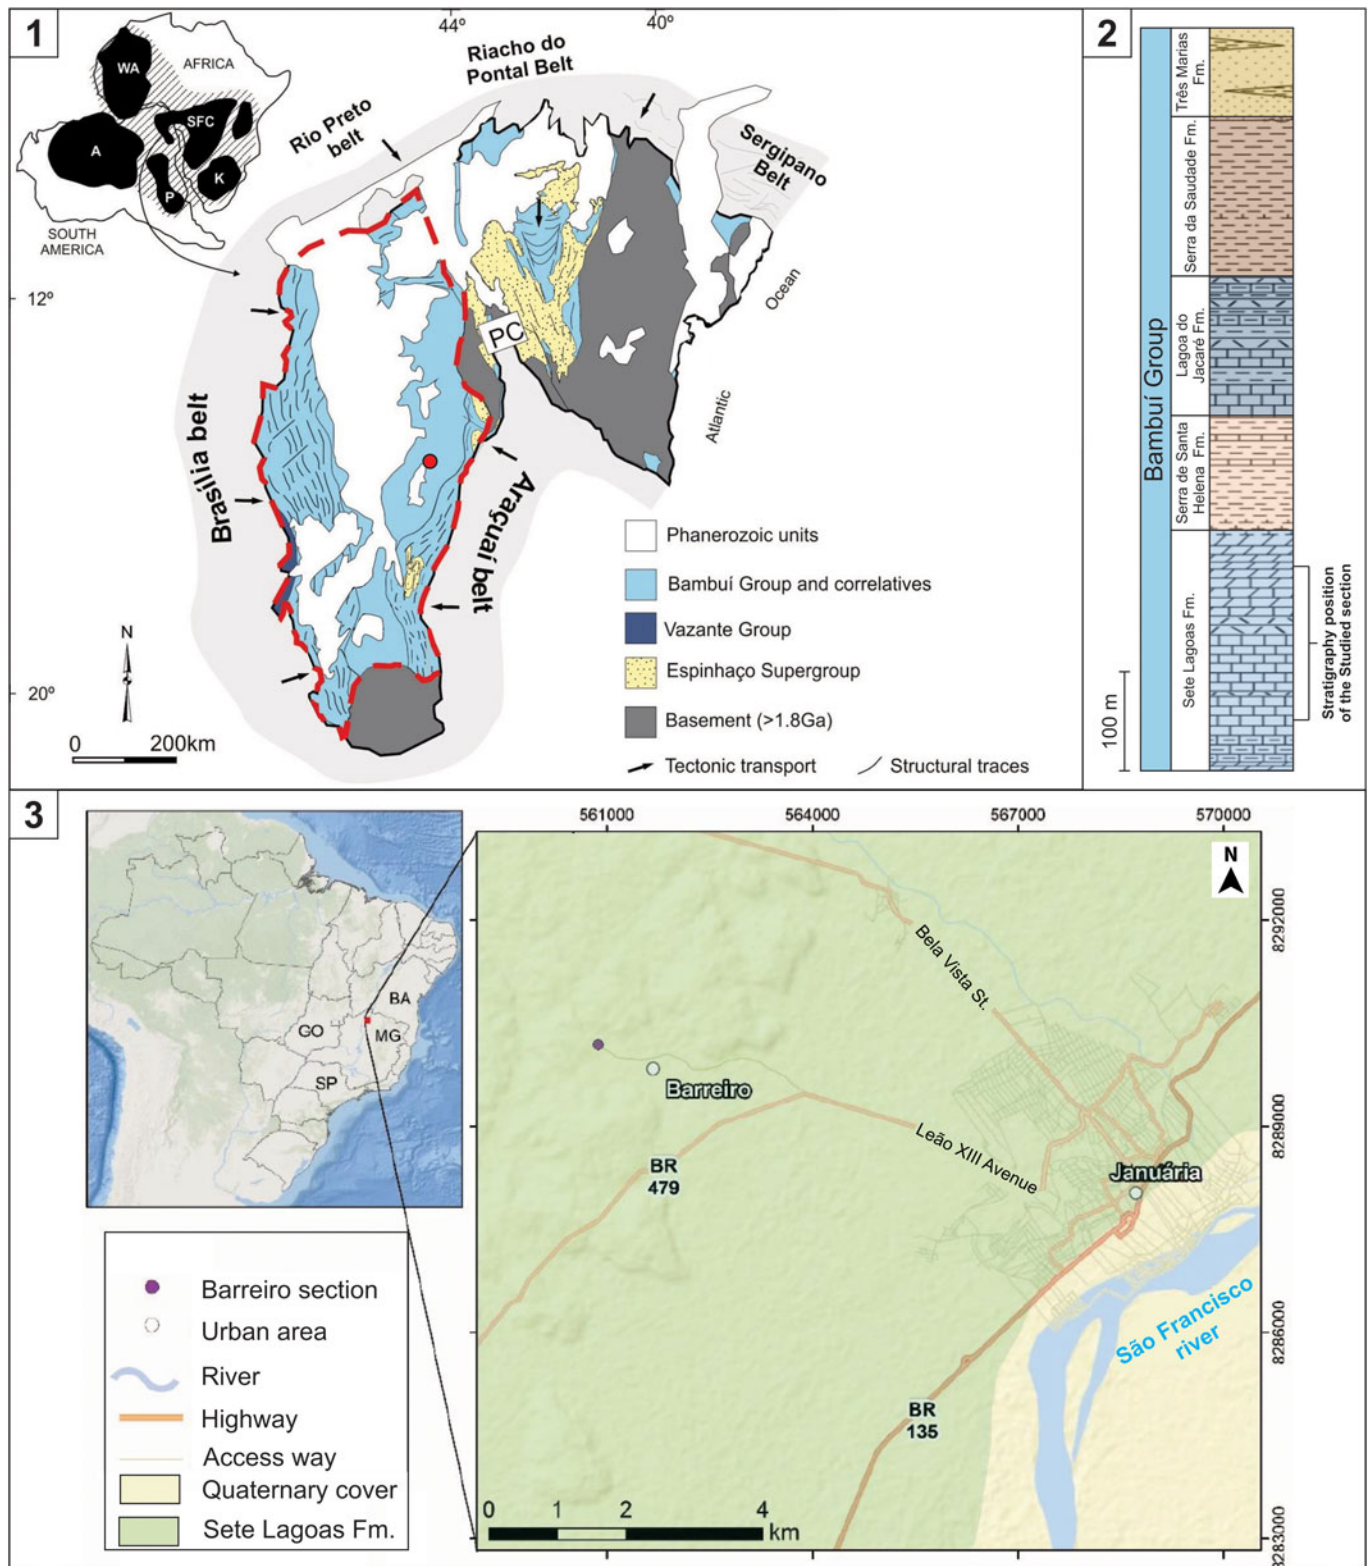 1
44º
40º
WA
AFRICA
SFC
A
K
P
SOUTH
AMERICA
Riacho do
Pontal Belt
Rio Preto
belt
Sergipano
Belt
12º
20º
PC
Ocean
Atlantic
Brasília belt
Araçuaí belt
N
0 200km
Phanerozoic units
Bambuí Group and correlatives
Vazante Group
Espinhaço Supergroup
Basement (>1.8Ga)
Tectonic transport
Structural traces
2
Bambuí Group
Três Marias
Fm.
Serra da Saudade Fm.
Lagoa do
Jacaré Fm.
Serra de Santa
Helena Fm.
Sete Lagoas Fm.
100 m
Stratigraphy position
of the Studied section
3
BA
GO
MG
SP
561000
564000
567000
570000
N
8292000
8289000
8286000
8283000
Bela Vista St.
Barreiro
Leão XIII Avenue
BR
479
Januária
São Francisco
river
BR
135
0 1 2 4
km
Barreiro section
Urban area
River
Highway
Access way
Quaternary cover
Sete Lagoas Fm.